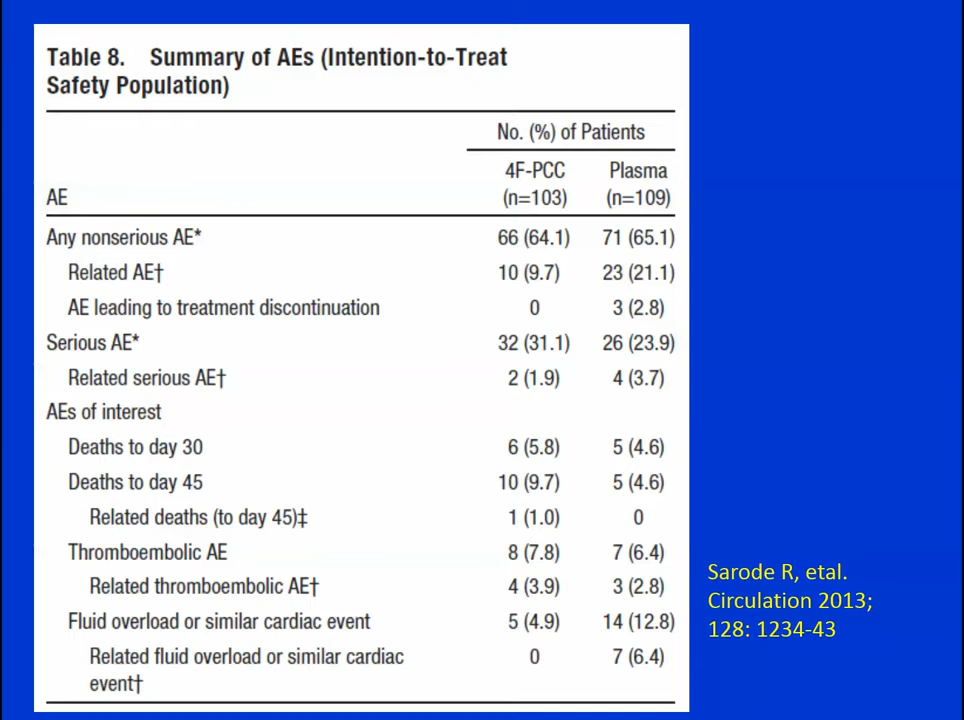 Table 8. Summary of AEs (Intention-to-Treat
Safety Population)
No. (%) of Patients
4F-PCC Plasma
AE (n=103) (n=109)
Any nonserious AE* 66 (64.1) 71 (65.1)
Related AE† 10 (9.7) 23 (21.1)
AE leading to treatment discontinuation 0 3 (2.8)
Serious AE* 32 (31.1) 26 (23.9)
Related serious AE† 2 (1.9) 4 (3.7)
AEs of interest
Deaths to day 30 6 (5.8) 5 (4.6)
Deaths to day 45 10 (9.7) 5 (4.6)
Related deaths (to day 45)‡ 1 (1.0) 0
Thromboembolic AE 8 (7.8) 7 (6.4)
Related thromboembolic AE† 4 (3.9) 3 (2.8)
Fluid overload or similar cardiac event 5 (4.9) 14 (12.8)
Related fluid overload or similar cardiac 0 7 (6.4)
event†
Sarode R, etal.
Circulation 2013;
128: 1234-43